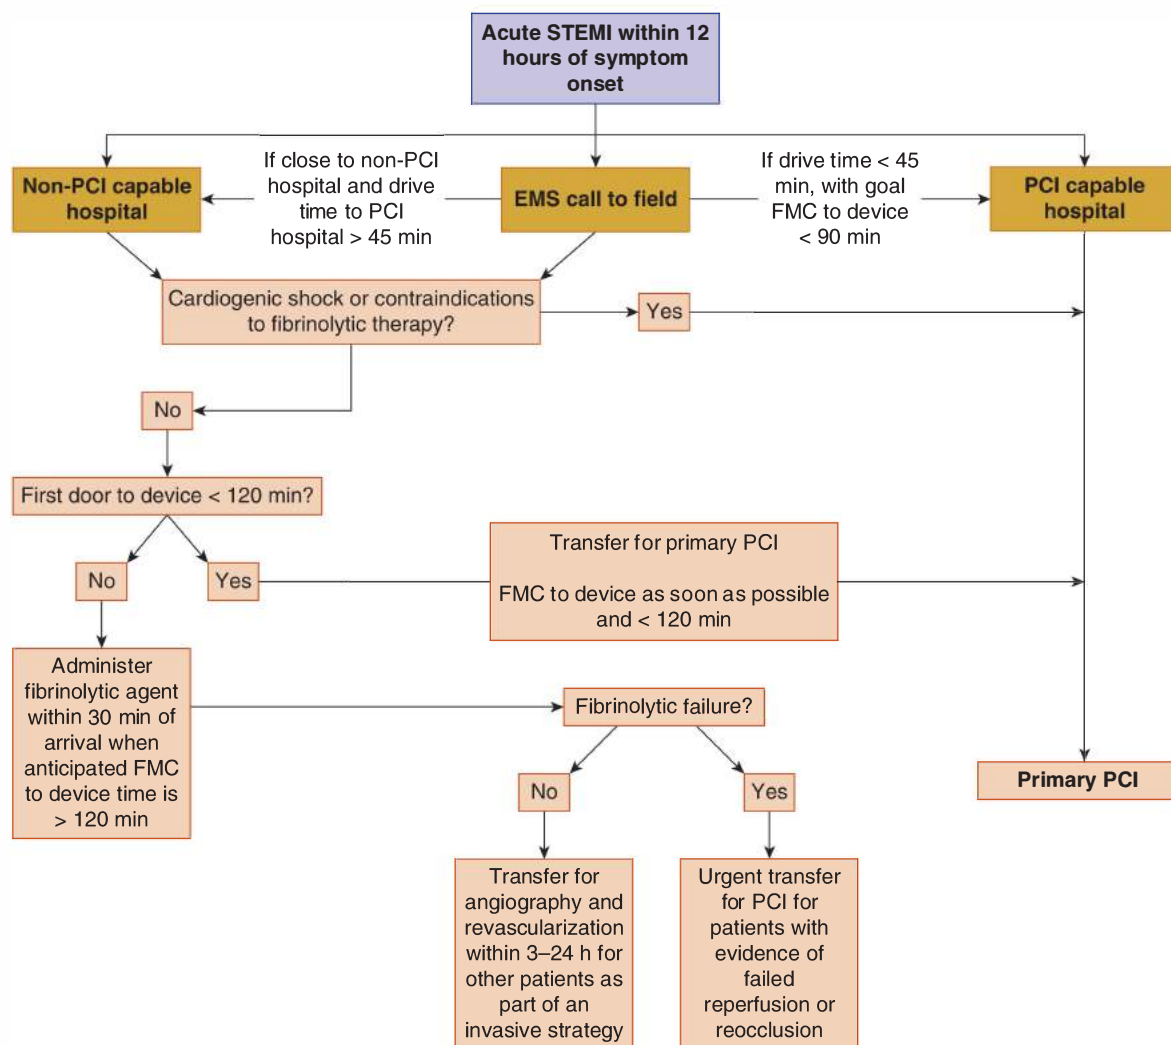 Acute STEMI within 12
hours of symptom
onset
Non-PCI capable
hospital
If close to non-PCI
hospital and drive
time to PCI
hospital > 45 min
EMS call to field
If drive time < 45
min, with goal
FMC to device
< 90 min
PCI capable
hospital
Cardiogenic shock or contraindications
to fibrinolytic therapy?
Yes
No
First door to device < 120 min?
No
Yes
Transfer for primary PCI
FMC to device as soon as possible
and < 120 min
Administer
fibrinolytic agent
within 30 min of
arrival when
anticipated FMC
to device time is
> 120 min
Fibrinolytic failure?
Primary PCI
No
Yes
Transfer for
angiography and
revascularization
within 3–24 h for
other patients as
part of an
invasive strategy
Urgent transfer
for PCI for
patients with
evidence of
failed
reperfusion or
reocclusion